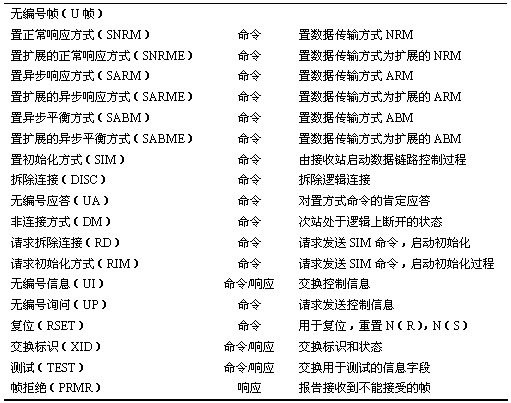 无编号帧(U 帧)
置正常响应方式(SNRM) 命令 置数据传输方式 NRM
置扩展的正常响应方式(SNRME) 命令 置数据传输方式为扩展的 NRM
置异步响应方式(SARM) 命令 置数据传输方式 ARM
置扩展的异步响应方式(SARME) 命令 置数据传输方式为扩展的 ARM
置异步平衡方式(SABM) 命令 置数据传输方式 ABM
置扩展的异步平衡方式(SABME) 命令 置数据传输方式为扩展的 ABM
置初始化方式(SIM) 命令 由接收站启动数据链路控制过程
拆除连接(DISC) 命令 拆除逻辑连接
无编号应答(UA) 命令 对置方式命令的肯定应答
非连接方式(DM) 命令 次站处于逻辑上断开的状态
请求拆除连接(RD) 命令 请求发送 SIM 命令,启动初始化
请求初始化方式(RIM) 命令 请求发送 SIM 命令,启动初始化过程
无编号信息(UI) 命令/响应 交换控制信息
无编号询问(UP) 命令 请求发送控制信息
复位(RSET) 命令 用于复位,重置 N(R),N(S)
交换标识(XID) 命令/响应 交换标识和状态
测试(TEST) 命令/响应 交换用于测试的信息字段
帧拒绝(PRMR) 响应 报告接收到不能接受的帧